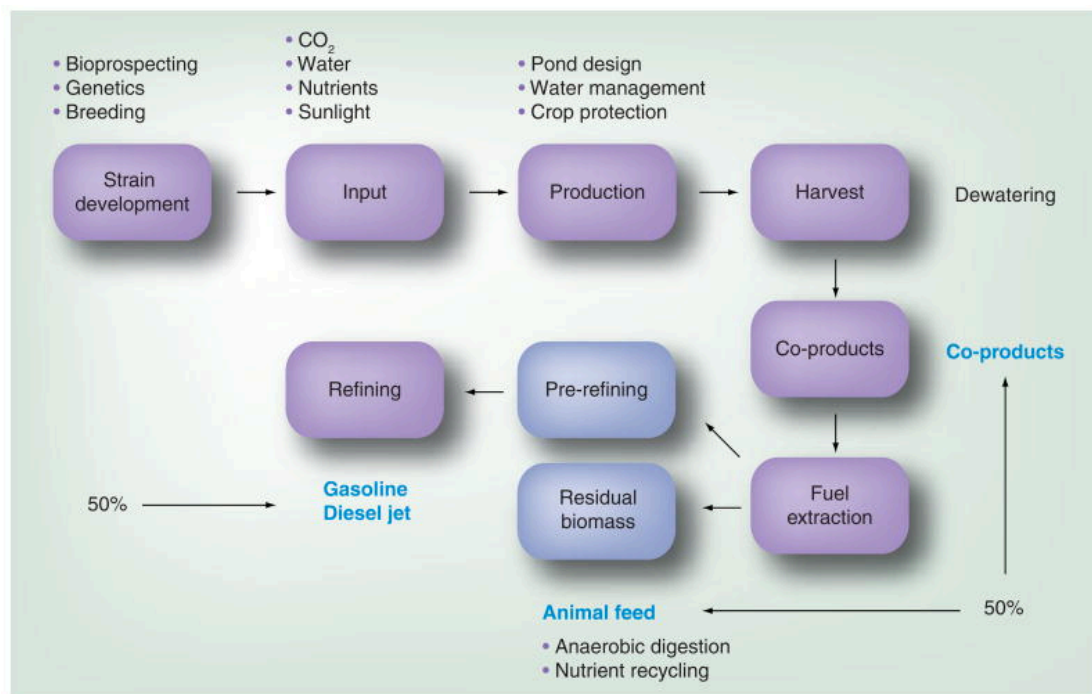 • Bioprospecting
• Genetics
• Breeding
• CO₂
• Water
• Nutrients
• Sunlight
• Pond design
• Water management
• Crop protection
Strain
development
Input
Production
Harvest
Dewatering
Co-products
Co-products
Refining
Pre-refining
Residual
biomass
Fuel
extraction
50%
Gasoline
Diesel jet
Animal feed
• Anaerobic digestion
• Nutrient recycling
50%